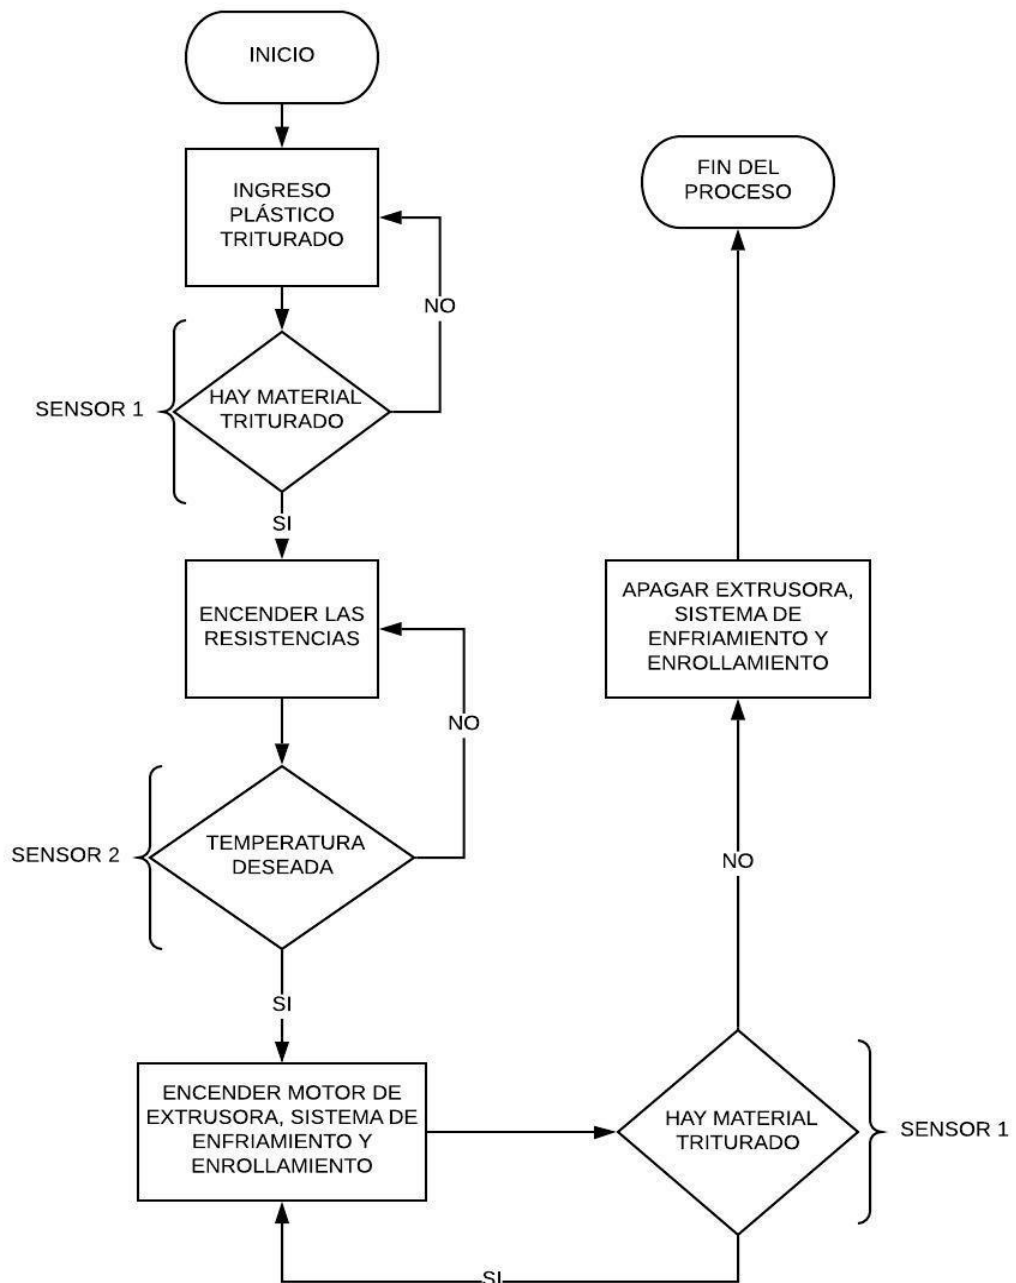 INICIO
INGRESO
PLÁSTICO
TRITURADO
NO
SENSOR 1
HAY MATERIAL
TRITURADO
SI
ENCENDER LAS
RESISTENCIAS
NO
SENSOR 2
TEMPERATURA
DESEADA
SI
ENCENDER MOTOR DE
EXTRUSORA, SISTEMA DE
ENFRIAMIENTO Y
ENROLLAMIENTO
HAY MATERIAL
TRITURADO
SENSOR 1
SI
NO
APAGAR EXTRUSORA,
SISTEMA DE
ENFRIAMIENTO Y
ENROLLAMIENTO
FIN DEL
PROCESO